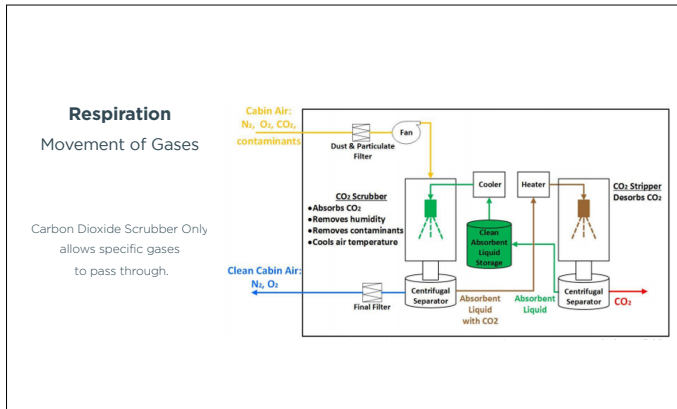 Respiration
Movement of Gases
Carbon Dioxide Scrubber Only
allows specific gases
to pass through.
Cabin Air:
N₂, O₂, CO₂,
contaminants
Dust & Particulate
Filter
Fan
CO₂ Scrubber
●Absorbs CO₂
●Removes humidity
●Removes contaminants
●Cools air temperature
Cooler
Heater
CO₂ Stripper
Desorbs CO₂
Clean
Absorbent
Liquid
Storage
Clean Cabin Air:
N₂, O₂
Final Filter
Centrifugal
Separator
Absorbent
Liquid
with CO2
Absorbent
Liquid
Centrifugal
Separator
CO₂